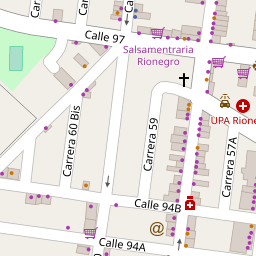 Calle 97
Salsamentraria
Rionegro
UPA Rione
Carrera 60 Bis
Carrera 59
Carrera 57A
Calle 94B
@
Calle 94A